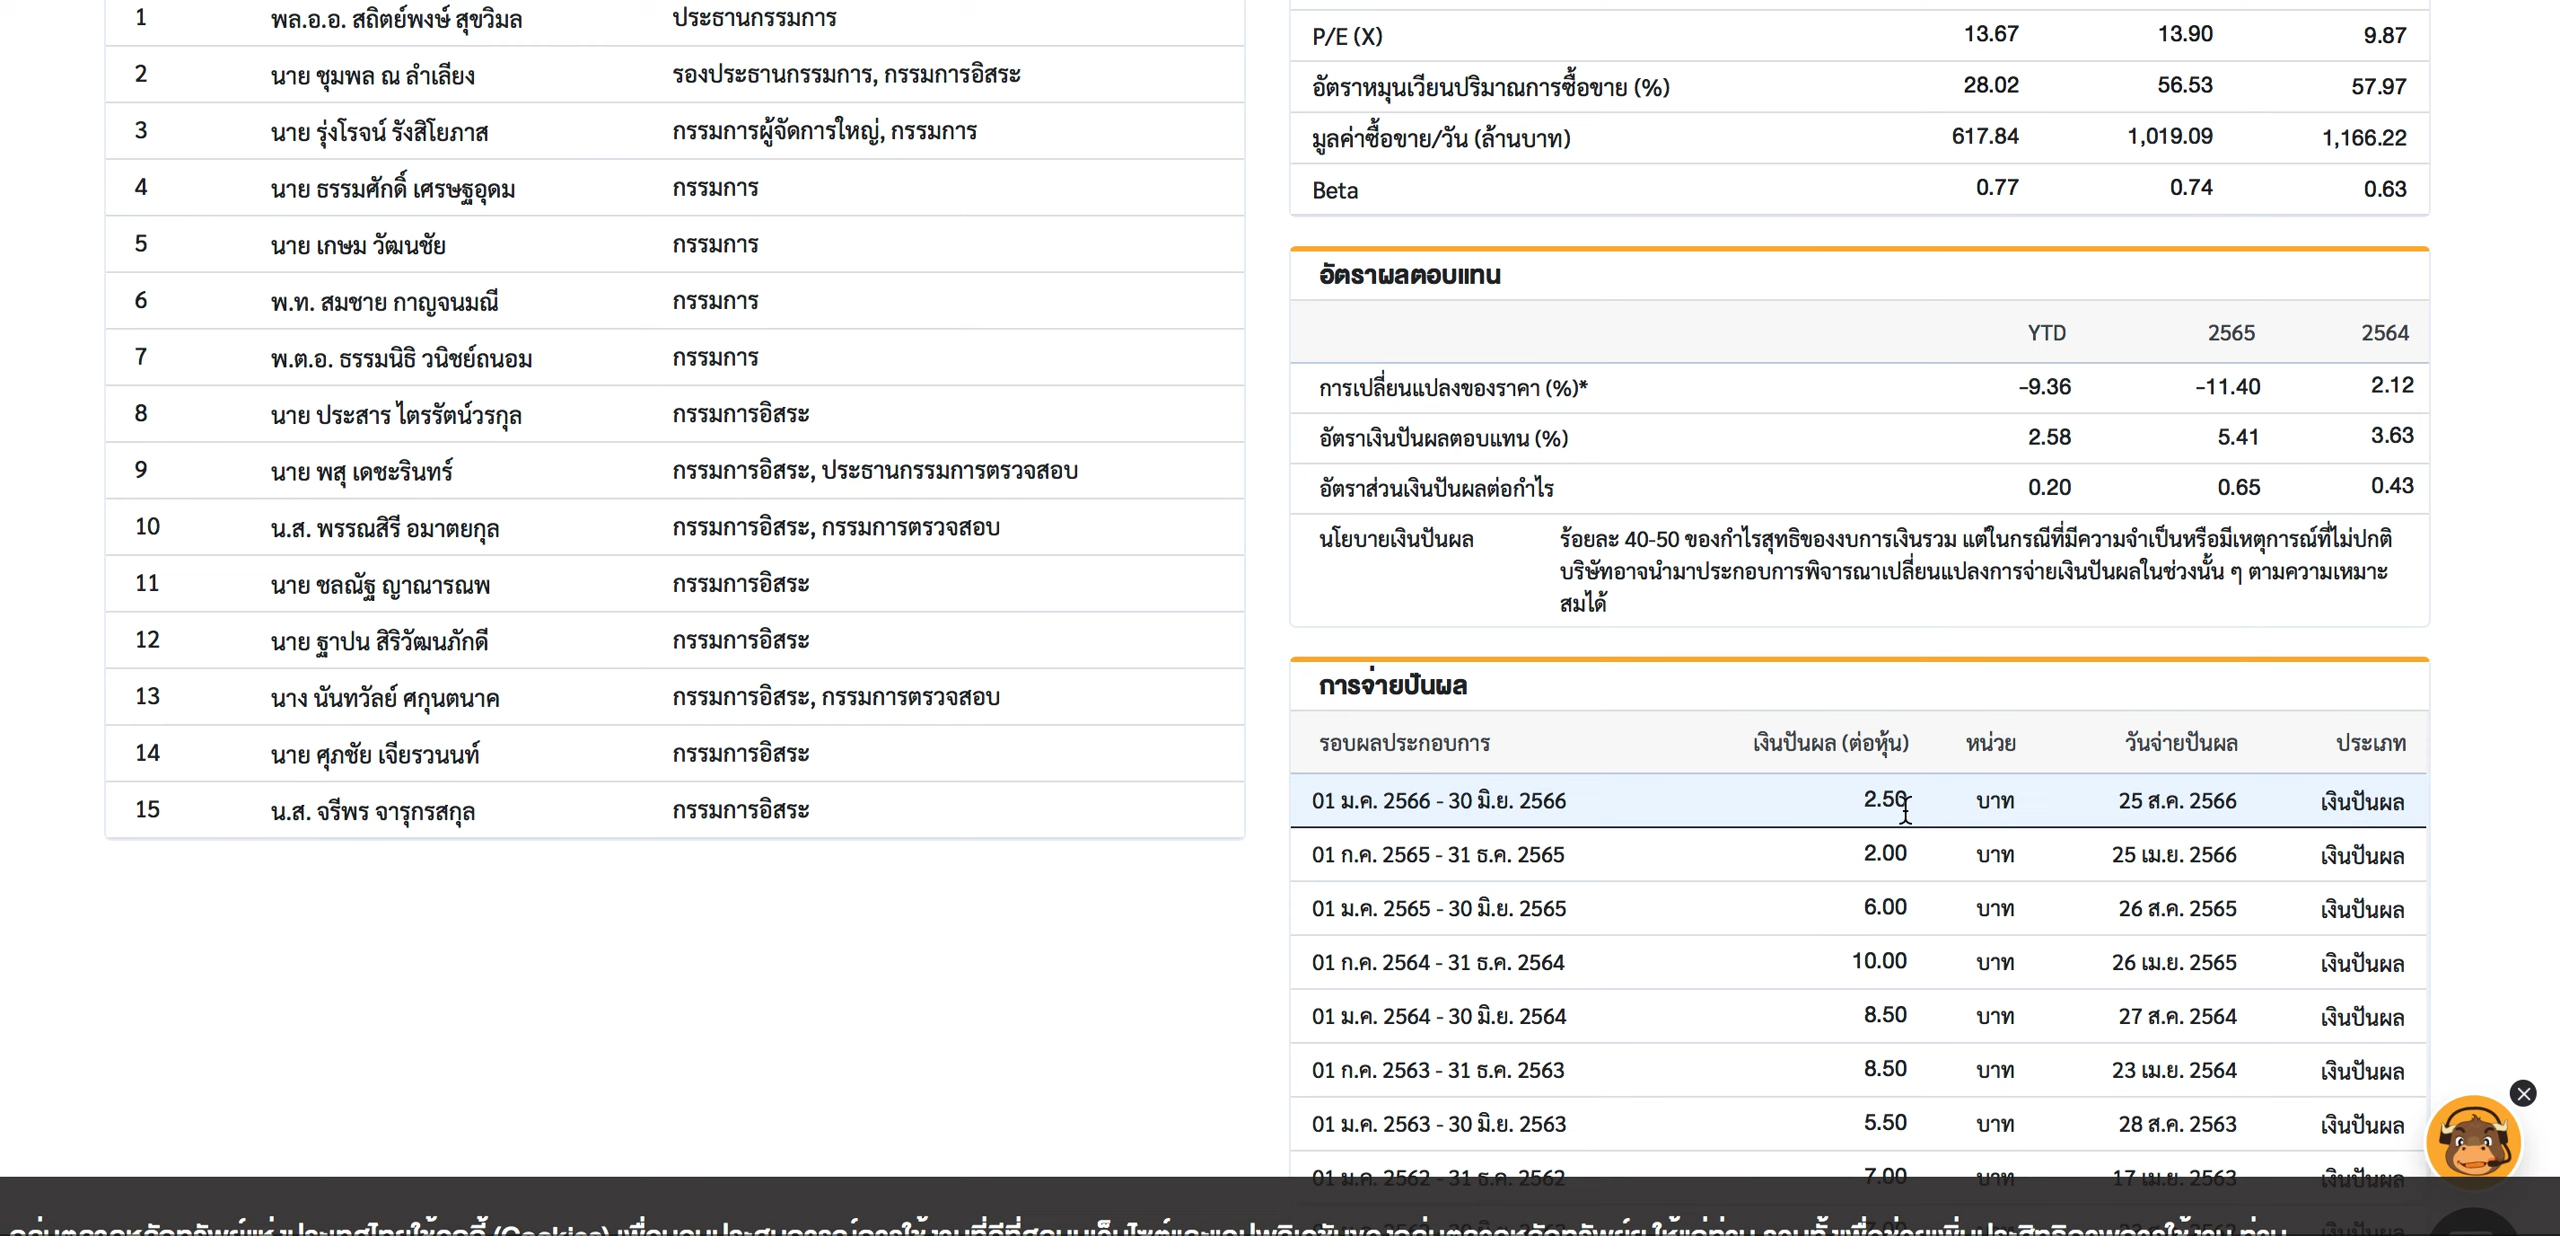 1 พล.อ.อ. สถิตย์พงษ์ สุขวิมล ประธานกรรมการ
2 นาย ชุมพล ณ ลำเลียง รองประธานกรรมการ, กรรมการอิสระ
3 นาย รุ่งโรจน์ รังสิโยภาส กรรมการผู้จัดการใหญ่, กรรมการ
4 นาย ธรรมศักดิ์ เศรษฐอุดม กรรมการ
5 นาย เกษม วัฒนชัย กรรมการ
6 พ.ท. สมชาย กาญจนมณี กรรมการ
7 พ.ต.อ. ธรรมนิธิ วนิชย์ถนอม กรรมการ
8 นาย ประสาร ไตรรัตน์วรกุล กรรมการอิสระ
9 นาย พสุ เดชะรินทร์ กรรมการอิสระ, ประธานกรรมการตรวจสอบ
10 น.ส. พรรณสิรี อมาตยกุล กรรมการอิสระ, กรรมการตรวจสอบ
11 นาย ชลณัฐ ญาณารณพ กรรมการอิสระ
12 นาย ฐาปน สิริวัฒนภักดี กรรมการอิสระ
13 นาง นันทวัลย์ ศกุนตนาค กรรมการอิสระ, กรรมการตรวจสอบ
14 นาย ศุภชัย เจียรวนนท์ กรรมการอิสระ
15 น.ส. จรีพร จารุกรสกุล กรรมการอิสระ
P/E (X) 13.67 13.90 9.87
อัตราหมุนเวียนปริมาณการซื้อขาย (%) 28.02 56.53 57.97
มูลค่าซื้อขาย/วัน (ล้านบาท) 617.84 1,019.09 1,166.22
Beta 0.77 0.74 0.63
อัตราผลตอบแทน
YTD 2565 2564
การเปลี่ยนแปลงของราคา (%)* -9.36 -11.40 2.12
อัตราเงินปันผลตอบแทน (%) 2.58 5.41 3.63
อัตราส่วนเงินปันผลต่อกำไร 0.20 0.65 0.43
นโยบายเงินปันผล ร้อยละ 40-50 ของกำไรสุทธิของงบการเงินรวม แต่ในกรณีที่มีความจำเป็นหรือมีเหตุการณ์ที่ไม่ปกติ
บริษัทอาจนำมาประกอบการพิจารณาเปลี่ยนแปลงการจ่ายเงินปันผลในช่วงนั้น ๆ ตามความเหมาะ
สมได้
การจ่ายปันผล
รอบผลประกอบการ เงินปันผล (ต่อหุ้น) หน่วย วันจ่ายปันผล ประเภท
01 ม.ค. 2566 - 30 มิ.ย. 2566 2.50 บาท 25 ส.ค. 2566 เงินปันผล
01 ก.ค. 2565 - 31 ธ.ค. 2565 2.00 บาท 25 เม.ย. 2566 เงินปันผล
01 ม.ค. 2565 - 30 มิ.ย. 2565 6.00 บาท 26 ส.ค. 2565 เงินปันผล
01 ก.ค. 2564 - 31 ธ.ค. 2564 10.00 บาท 26 เม.ย. 2565 เงินปันผล
01 ม.ค. 2564 - 30 มิ.ย. 2564 8.50 บาท 27 ส.ค. 2564 เงินปันผล
01 ก.ค. 2563 - 31 ธ.ค. 2563 8.50 บาท 23 เม.ย. 2564 เงินปันผล
01 ม.ค. 2563 - 30 มิ.ย. 2563 5.50 บาท 28 ส.ค. 2563 เงินปันผล
01 ม.ค. 2562 - 31 ธ.ค. 2562 7.00 บาท 17 เม.ย. 2563 เงินปันผล